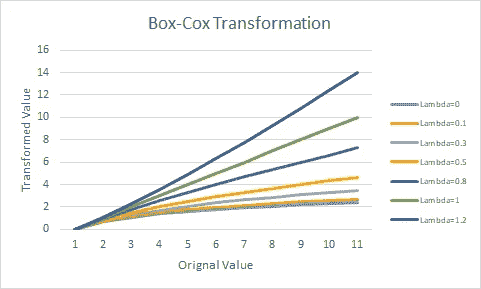 Box-Cox Transformation
16
14
12
10
8
6
4
2
0
Transformed Value
1 2 3 4 5 6 7 8 9 10 11
Orignal Value
Lambda=0
Lambda=0.1
Lambda=0.3
Lambda=0.5
Lambda=0.8
Lambda=1
Lambda=1.2